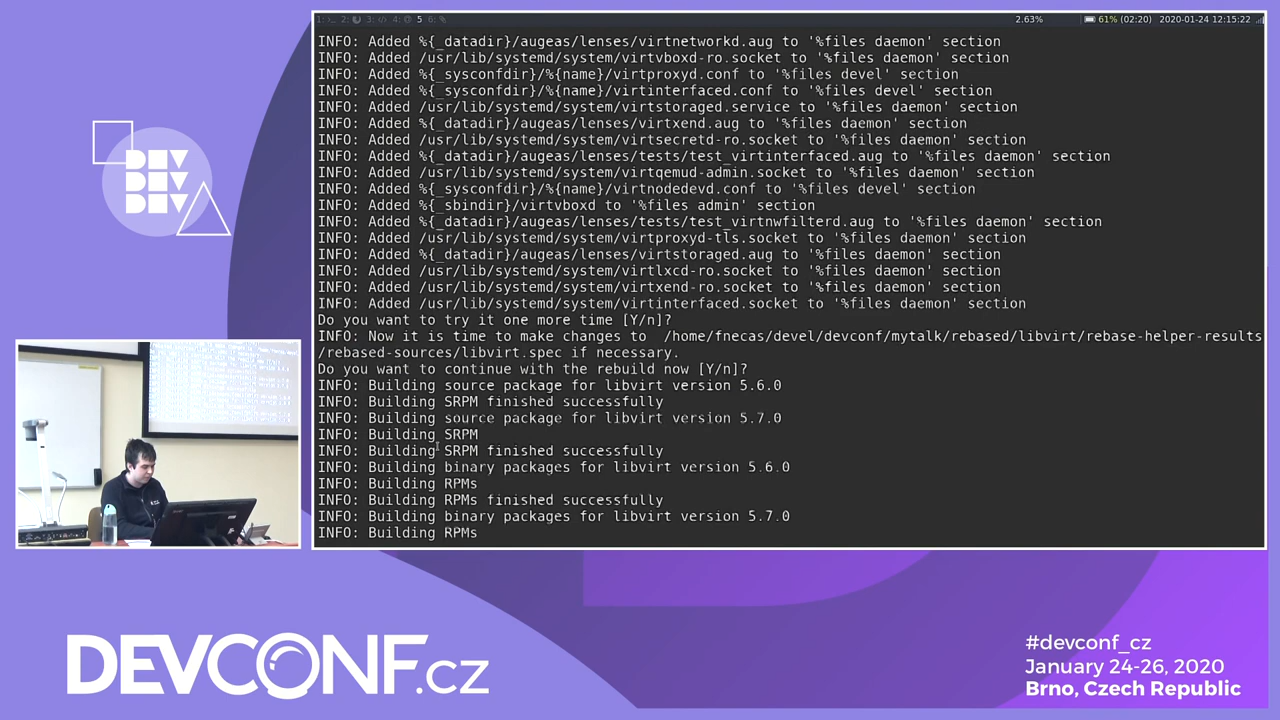 1: 2: 3: 4: 5 6:
2.63% 61% (02:20) 2020-01-24 12:15:22
INFO: Added %{_datadir}/augeas/lenses/virtnetworkd.aug to '%files daemon' section
INFO: Added /usr/lib/systemd/system/virtvboxd-ro.socket to '%files daemon' section
INFO: Added %{_sysconfdir}/%{name}/virtproxyd.conf to '%files devel' section
INFO: Added %{_sysconfdir}/%{name}/virtinterfaced.conf to '%files devel' section
INFO: Added /usr/lib/systemd/system/virtstoraged.service to '%files daemon' section
INFO: Added %{_datadir}/augeas/lenses/virtxend.aug to '%files daemon' section
INFO: Added /usr/lib/systemd/system/virtsecretd-ro.socket to '%files daemon' section
INFO: Added %{_datadir}/augeas/lenses/tests/test_virtinterfaced.aug to '%files daemon' section
INFO: Added /usr/lib/systemd/system/virtqemud-admin.socket to '%files daemon' section
INFO: Added %{_sysconfdir}/%{name}/virtnodedevd.conf to '%files devel' section
INFO: Added %{_sbindir}/virtvboxd to '%files admin' section
INFO: Added %{_datadir}/augeas/lenses/tests/test_virtnwfilterd.aug to '%files daemon' section
INFO: Added /usr/lib/systemd/system/virtproxyd-tls.socket to '%files daemon' section
INFO: Added %{_datadir}/augeas/lenses/virtstoraged.aug to '%files daemon' section
INFO: Added /usr/lib/systemd/system/virtlxcd-ro.socket to '%files daemon' section
INFO: Added /usr/lib/systemd/system/virtxend-ro.socket to '%files daemon' section
INFO: Added /usr/lib/systemd/system/virtinterfaced.socket to '%files daemon' section
Do you want to try it one more time [Y/n]?
INFO: Now it is time to make changes to  /home/fnecas/devel/devconf/mytalk/rebased/libvirt/rebase-helper-results
/rebased-sources/libvirt.spec if necessary.
Do you want to continue with the rebuild now [Y/n]?
INFO: Building source package for libvirt version 5.6.0
INFO: Building SRPM finished successfully
INFO: Building source package for libvirt version 5.7.0
INFO: Building SRPM
INFO: Building SRPM finished successfully
INFO: Building binary packages for libvirt version 5.6.0
INFO: Building RPMs
INFO: Building RPMs finished successfully
INFO: Building binary packages for libvirt version 5.7.0
INFO: Building RPMs
DEV
DEV
DEV
DEVCONF.cz
#devconf_cz
January 24-26, 2020
Brno, Czech Republic